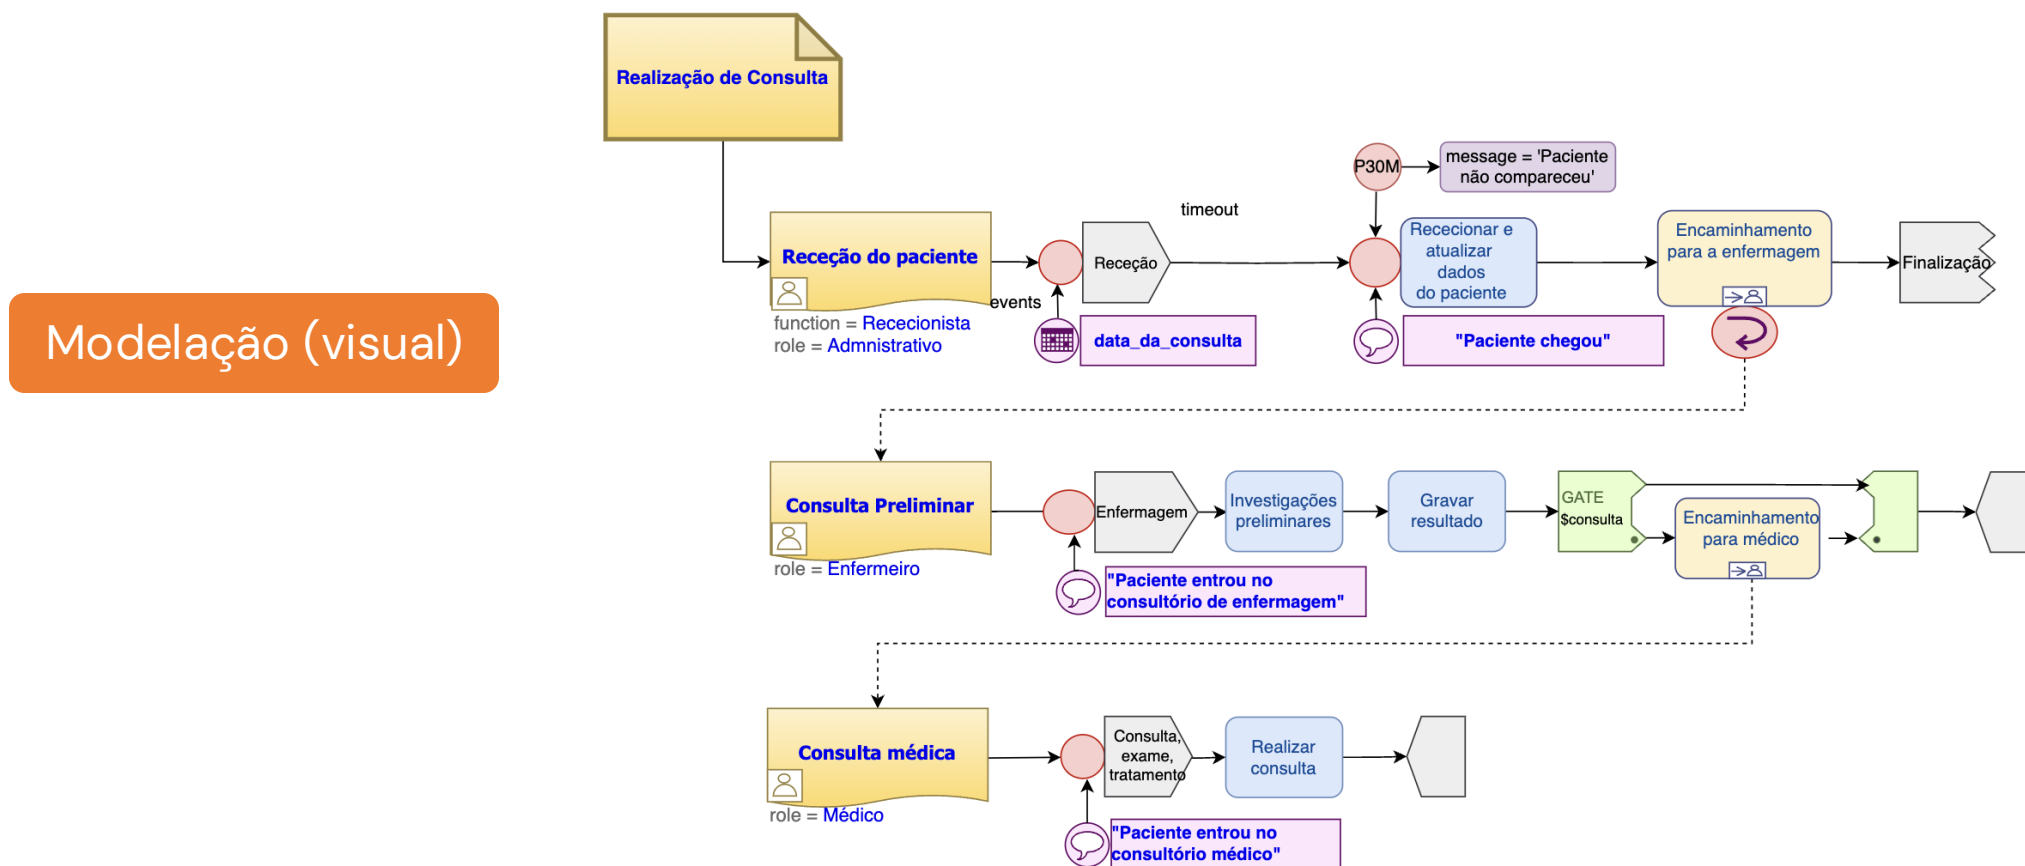 Realização de Consulta
Modelação (visual)
P30M
message = 'Paciente
não compareceu'
timeout
Receção do paciente
function = Rececionista
role = Admnistrativo
events
Receção
data_da_consulta
Rececionar e
atualizar
dados
do paciente
"Paciente chegou"
Encaminhamento
para a enfermagem
Finalização
Consulta Preliminar
role = Enfermeiro
Enfermagem
"Paciente entrou no
consultório de enfermagem"
Investigações
preliminares
Gravar
resultado
GATE
$consulta
Encaminhamento
para médico
Consulta médica
role = Médico
Consulta,
exame,
tratamento
"Paciente entrou no
consultório médico"
Realizar
consulta